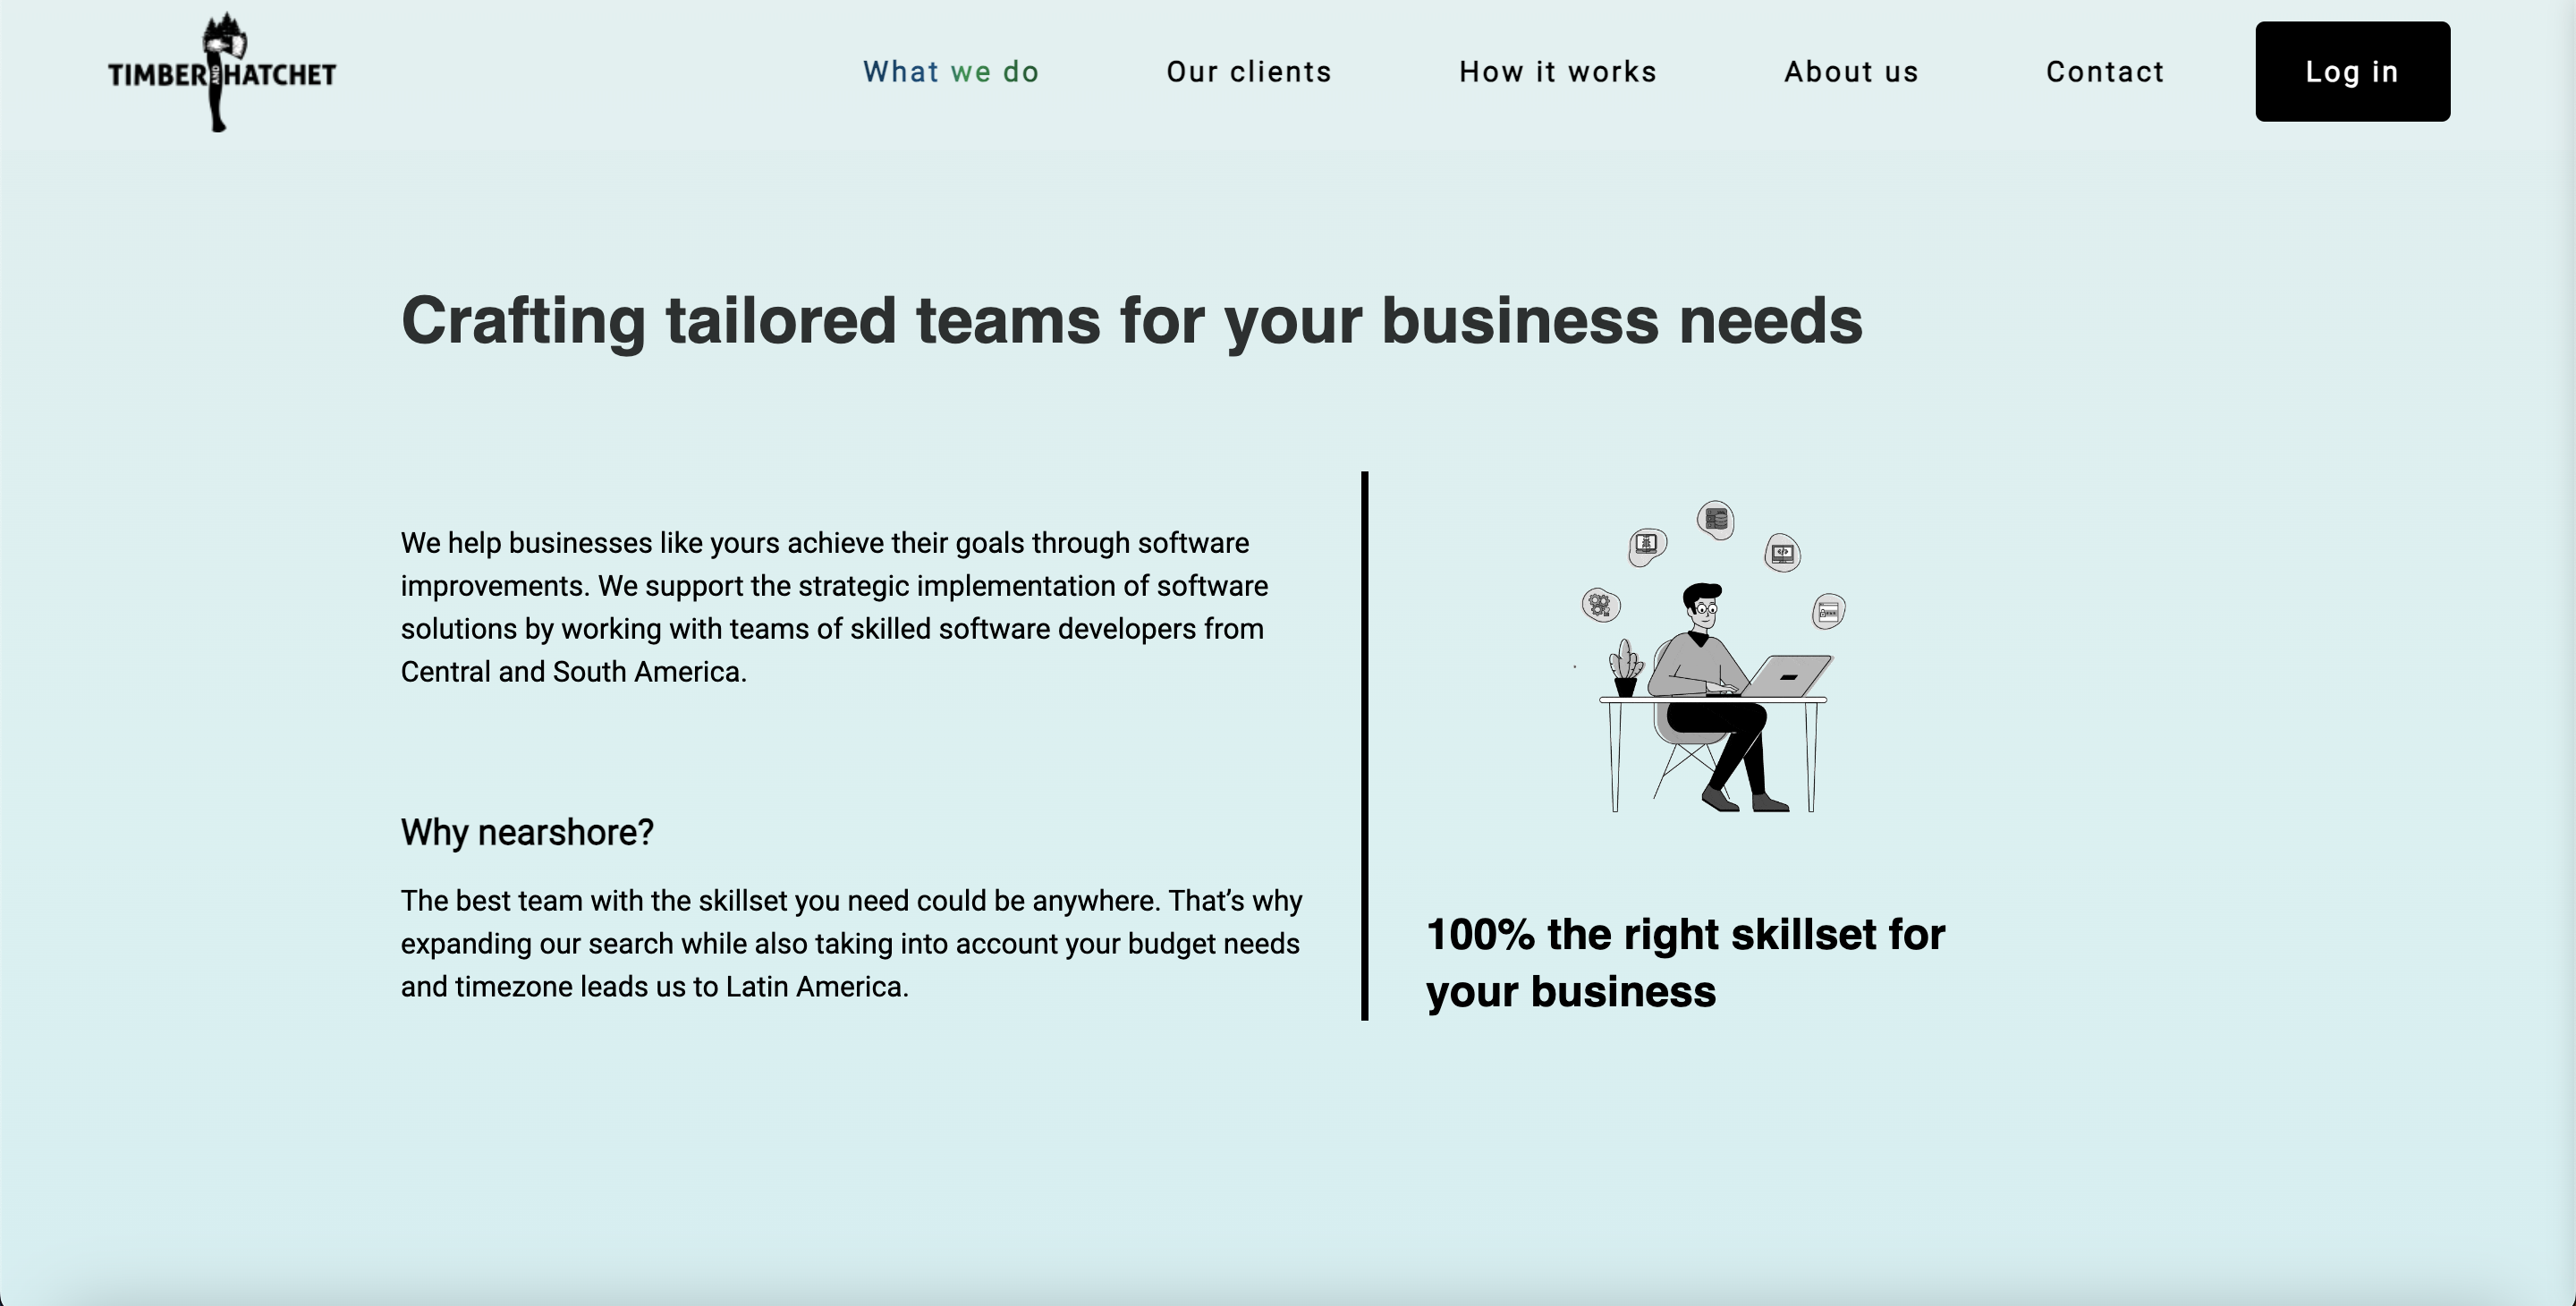 TIMBER AND HATCHET
What we do
Our clients
How it works
About us
Contact
Log in
Crafting tailored teams for your business needs
We help businesses like yours achieve their goals through software
improvements. We support the strategic implementation of software
solutions by working with teams of skilled software developers from
Central and South America.
Why nearshore?
The best team with the skillset you need could be anywhere. That’s why
expanding our search while also taking into account your budget needs
and timezone leads us to Latin America.
100% the right skillset for
your business